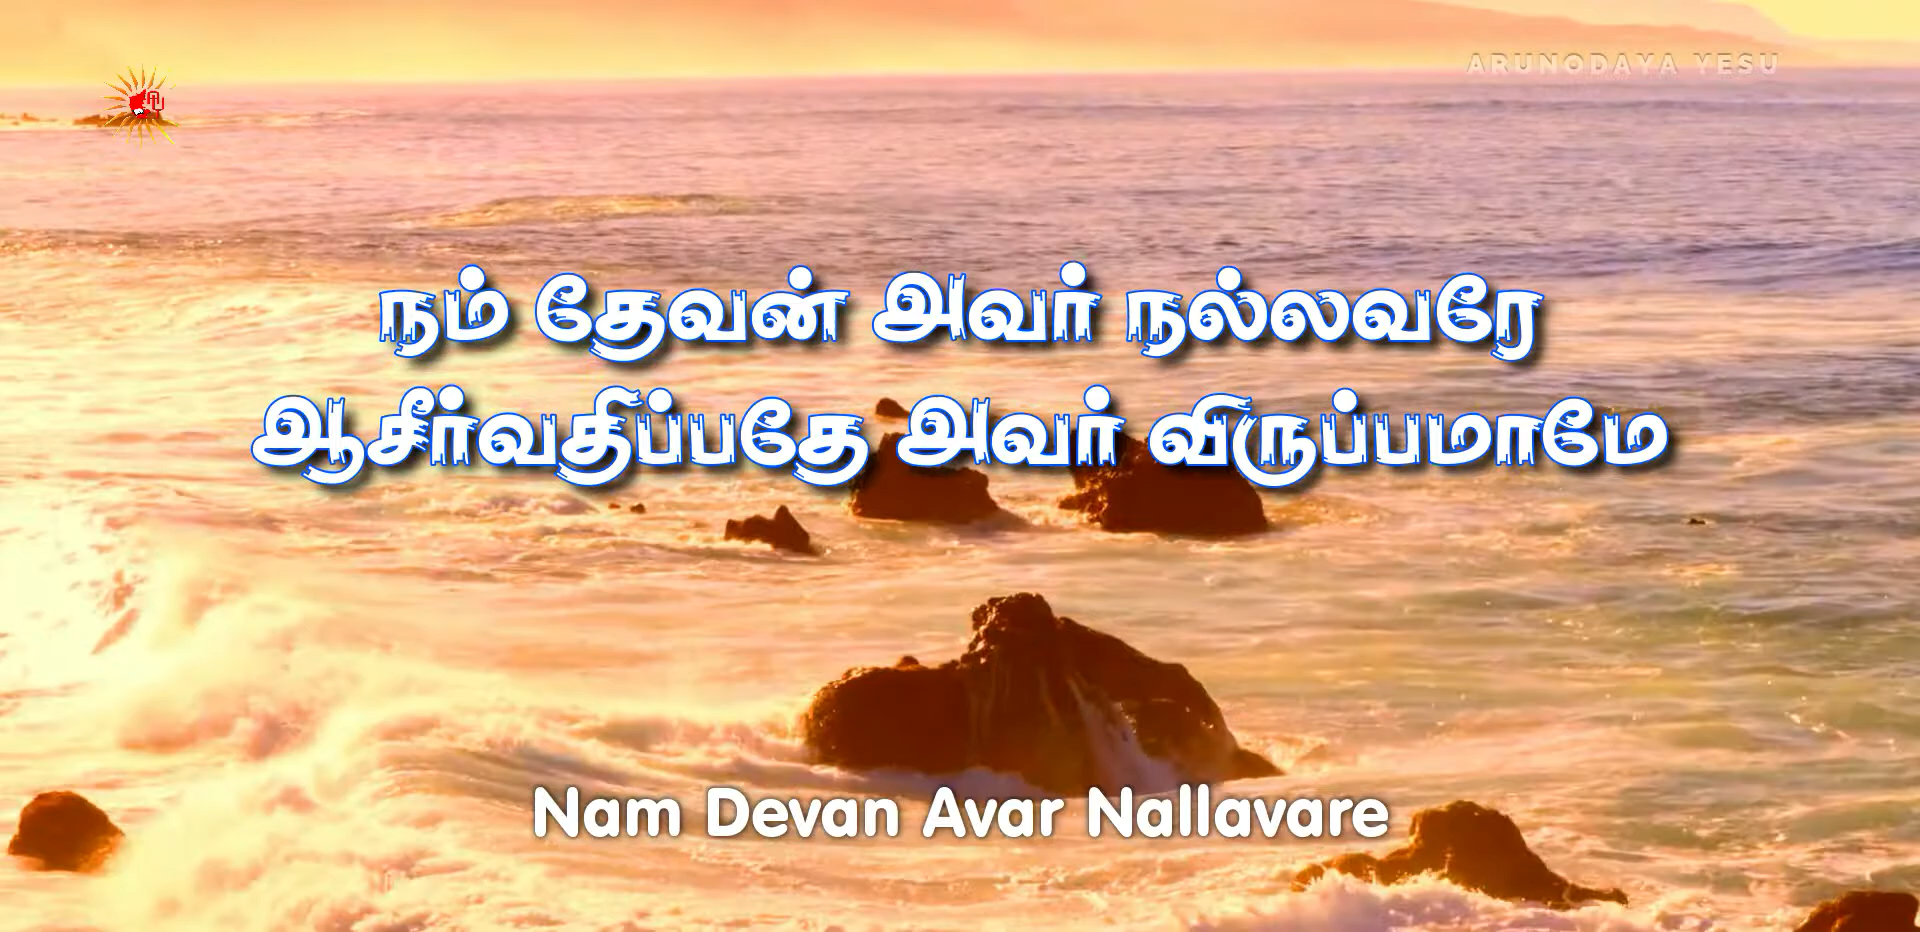 ARUNODAYA YESU
நம் தேவன் அவர் நல்லவரே
ஆசீர்வதிப்பதே அவர் விருப்பமாமே
Nam Devan Avar Nallavare